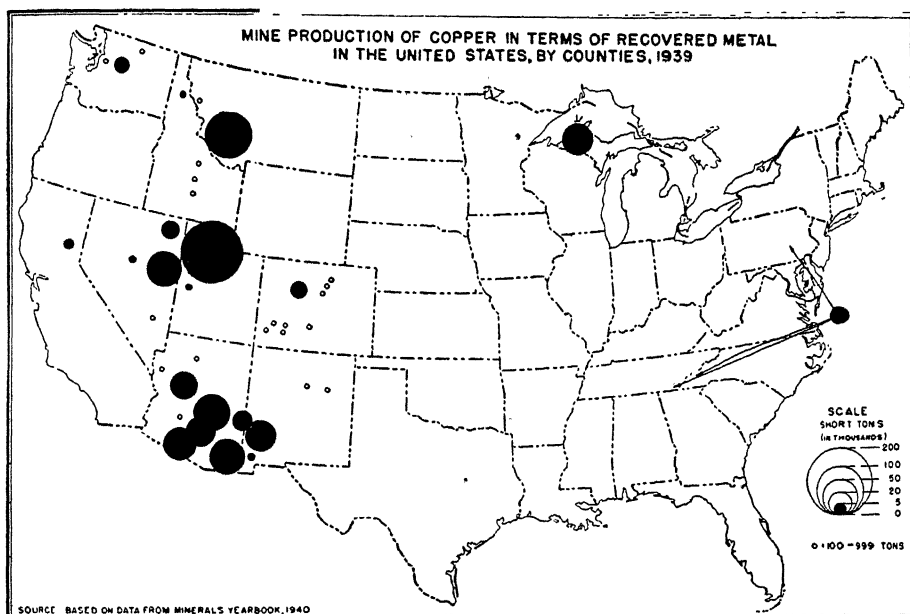 MINE PRODUCTION OF COPPER IN TERMS OF RECOVERED METAL
IN THE UNITED STATES, BY COUNTIES, 1939
SCALE
SHORT TONS
(IN THOUSANDS)
200
100
50
20
5
0
o = 100 - 999 TONS
SOURCE BASED ON DATA FROM MINERALS YEARBOOK, 1940